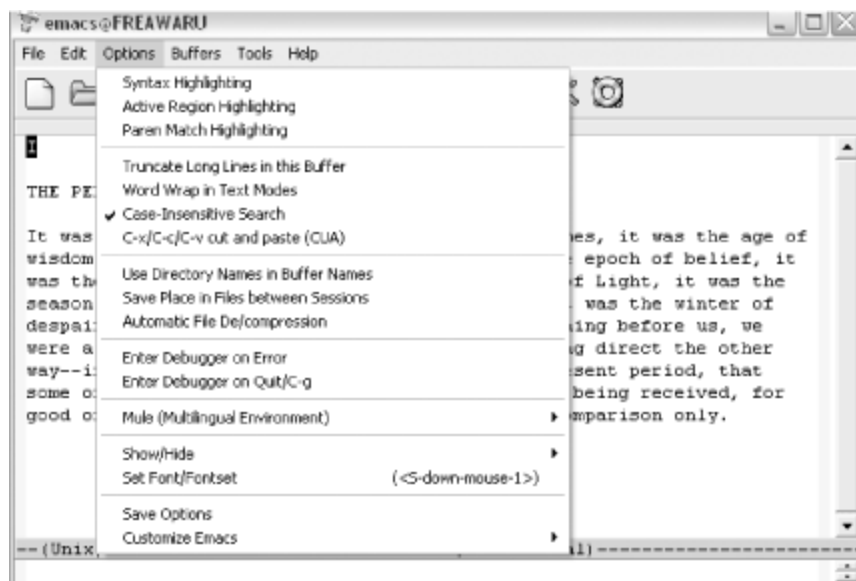 emacs@FREAWARU
File Edit Options Buffers Tools Help
Syntax Highlighting
Active Region Highlighting
Paren Match Highlighting
I
Truncate Long Lines in this Buffer
THE PE
Word Wrap in Text Modes
Case-Insensitive Search
C-x/C-c/C-v cut and paste (CUA)
It was es, it was the age of
wisdom epoch of belief, it
Use Directory Names in Buffer Names
was th f Light, it was the
Save Place in Files between Sessions
season was the winter of
Automatic File De/compression
despai ing before us, we
were a g direct the other
Enter Debugger on Error
way--i sent period, that
Enter Debugger on Quit/C-g
some o being received, for
good o mparison only.
Mule (Multilingual Environment)
Show/Hide
Set Font/Fontset (<S-down-mouse-1>)
Save Options
Customize Emacs
--(Unix l)-----------------------